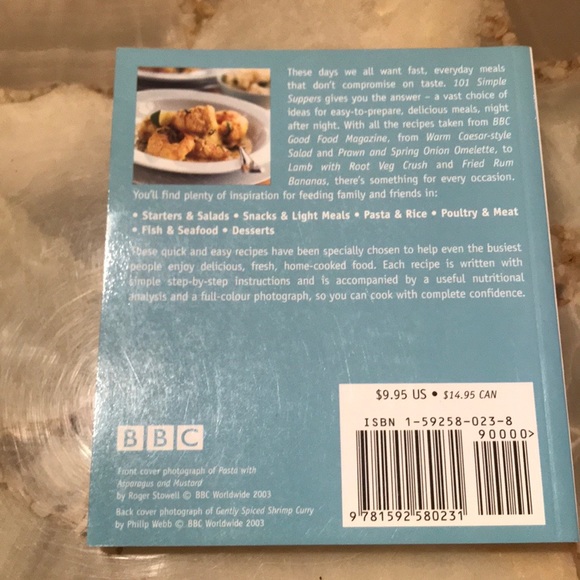 These days we all want fast, everyday meals
that don't compromise on taste. 101 Simple
Suppers gives you the answer – a vast choice of
ideas for easy-to-prepare, delicious meals, night
after night. With all the recipes taken from BBC
Good Food Magazine, from Warm Caesar-style
Salad and Prawn and Spring Onion Omelette, to
Lamb with Root Veg Crush and Fried Rum
Bananas, there's something for every occasion.
You'll find plenty of inspiration for feeding family and friends in:
• Starters & Salads • Snacks & Light Meals • Pasta & Rice • Poultry & Meat
• Fish & Seafood • Desserts
These quick and easy recipes have been specially chosen to help even the busiest
people enjoy delicious, fresh, home-cooked food. Each recipe is written with
simple step-by-step instructions and is accompanied by a useful nutritional
analysis and a full-colour photograph, so you can cook with complete confidence.
$9.95 US • $14.95 CAN
ISBN 1-59258-023-8
90000>
9 781592 580231
BBC
Front cover photograph of Pasta with
Asparagus and Mustard
by Roger Stowell © BBC Worldwide 2003
Back cover photograph of Gently Spiced Shrimp Curry
by Philip Webb © BBC Worldwide 2003